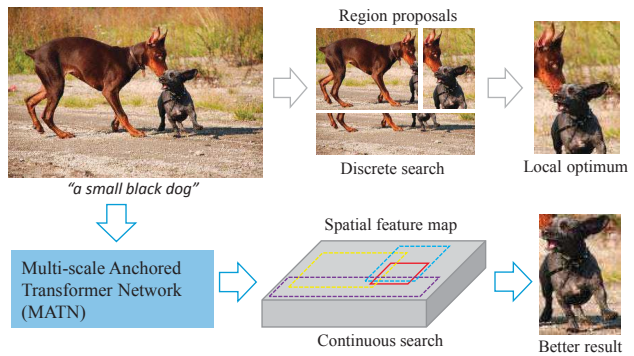 Region proposals
Discrete search
Local optimum
"a small black dog"
Multi-scale Anchored
Transformer Network
(MATN)
Spatial feature map
Continuous search
Better result